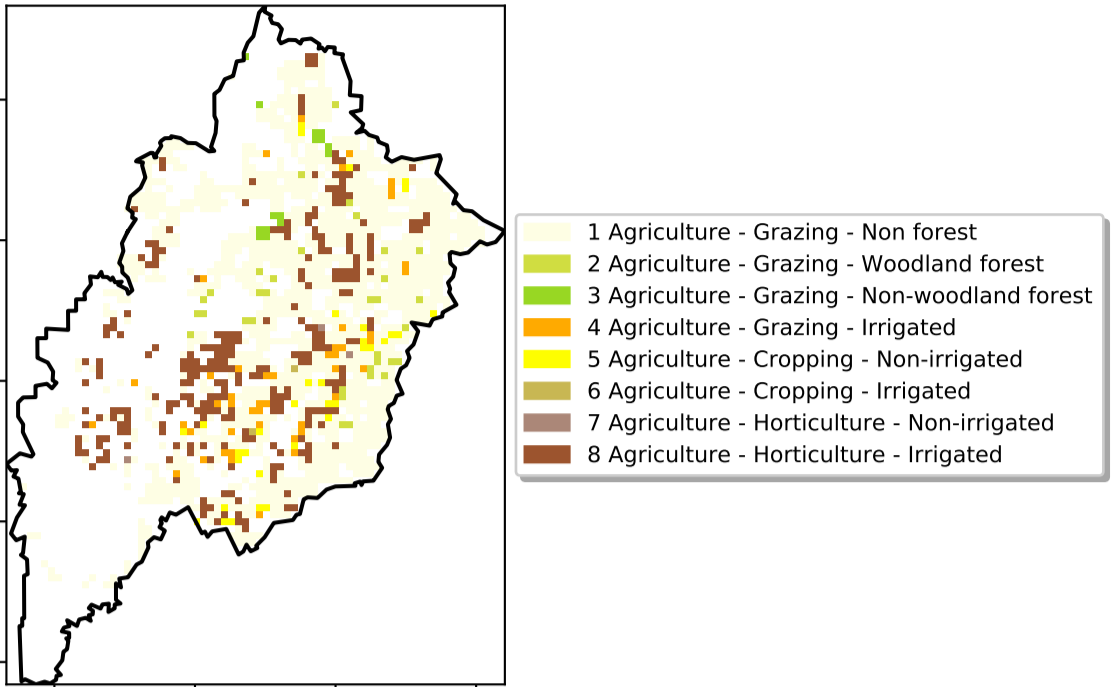 1 Agriculture - Grazing - Non forest
2 Agriculture - Grazing - Woodland forest
3 Agriculture - Grazing - Non-woodland forest
4 Agriculture - Grazing - Irrigated
5 Agriculture - Cropping - Non-irrigated
6 Agriculture - Cropping - Irrigated
7 Agriculture - Horticulture - Non-irrigated
8 Agriculture - Horticulture - Irrigated